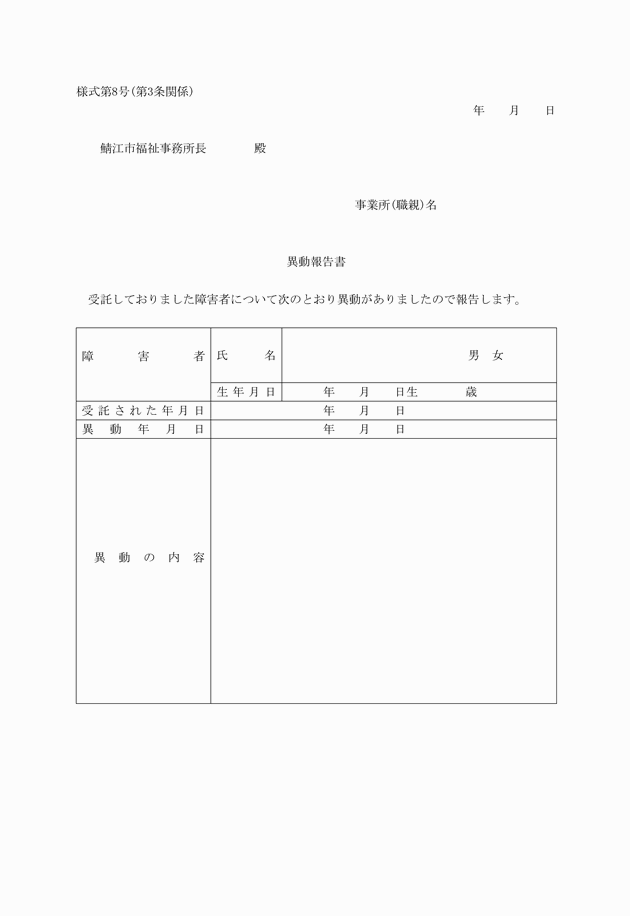 様式第8号(第3条関係)
年　　月　　日
鯖江市福祉事務所長　　　　殿
事業所(職親)名
異動報告書
受託しておりました障害者について次のとおり異動がありましたので報告します。
障害者　氏名　男　女
生年月日　年　　月　　日生　　　　歳
受託された年月日　年　　月　　日
異動年月日　年　　月　　日
異動の内容